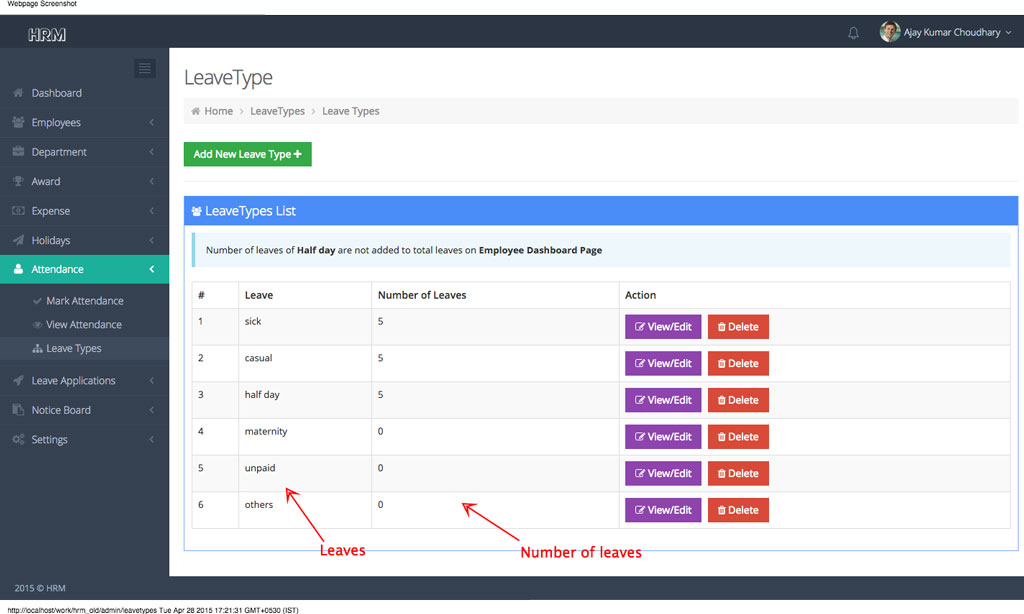 Webpage Screenshot
HRM
Ajay Kumar Choudhary
LeaveType
Dashboard
Home > LeaveTypes > Leave Types
Employees
Department
Add New Leave Type +
Award
Expense
LeaveTypes List
Holidays
Number of leaves of Half day are not added to total leaves on Employee Dashboard Page
Attendance
Mark Attendance
View Attendance
Leave Types
Leave Applications
Notice Board
Settings
# Leave Number of Leaves Action
1 sick 5 View/Edit Delete
2 casual 5 View/Edit Delete
3 half day 5 View/Edit Delete
4 maternity 0 View/Edit Delete
5 unpaid 0 View/Edit Delete
6 others 0 View/Edit Delete
Leaves
Number of leaves
2015 © HRM
http://localhost/work/hrm_old/admin/leavetypes Tue Apr 28 2015 17:21:31 GMT+0530 (IST)